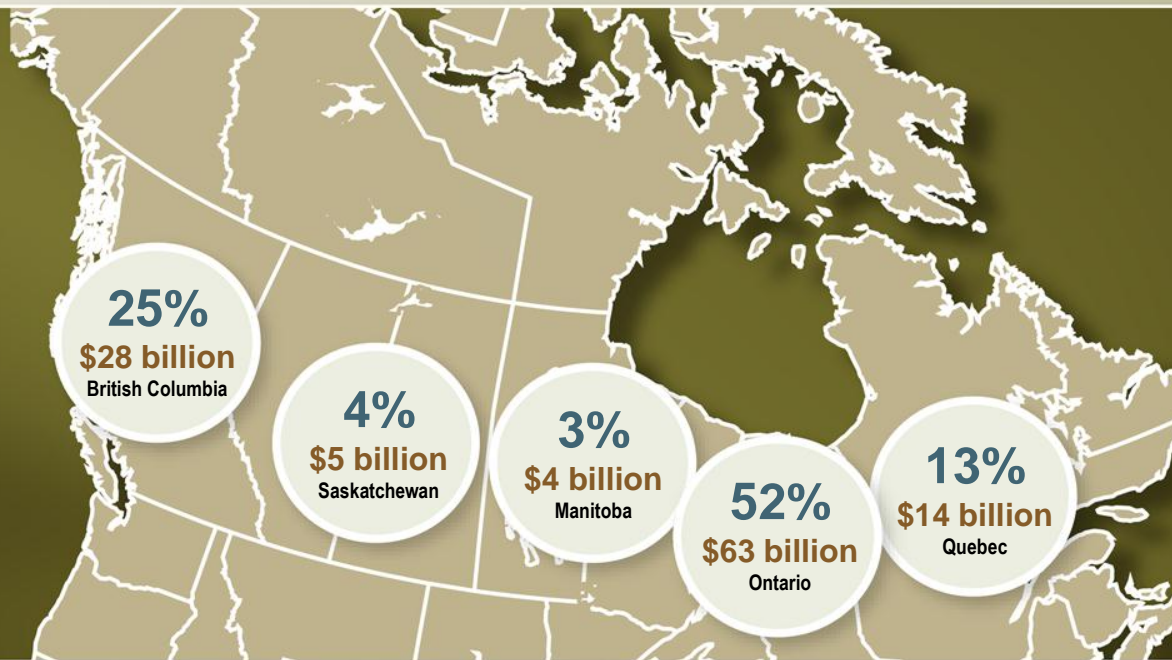 25%
$28 billion
British Columbia
4%
$5 billion
Saskatchewan
3%
$4 billion
Manitoba
52%
$63 billion
Ontario
13%
$14 billion
Quebec